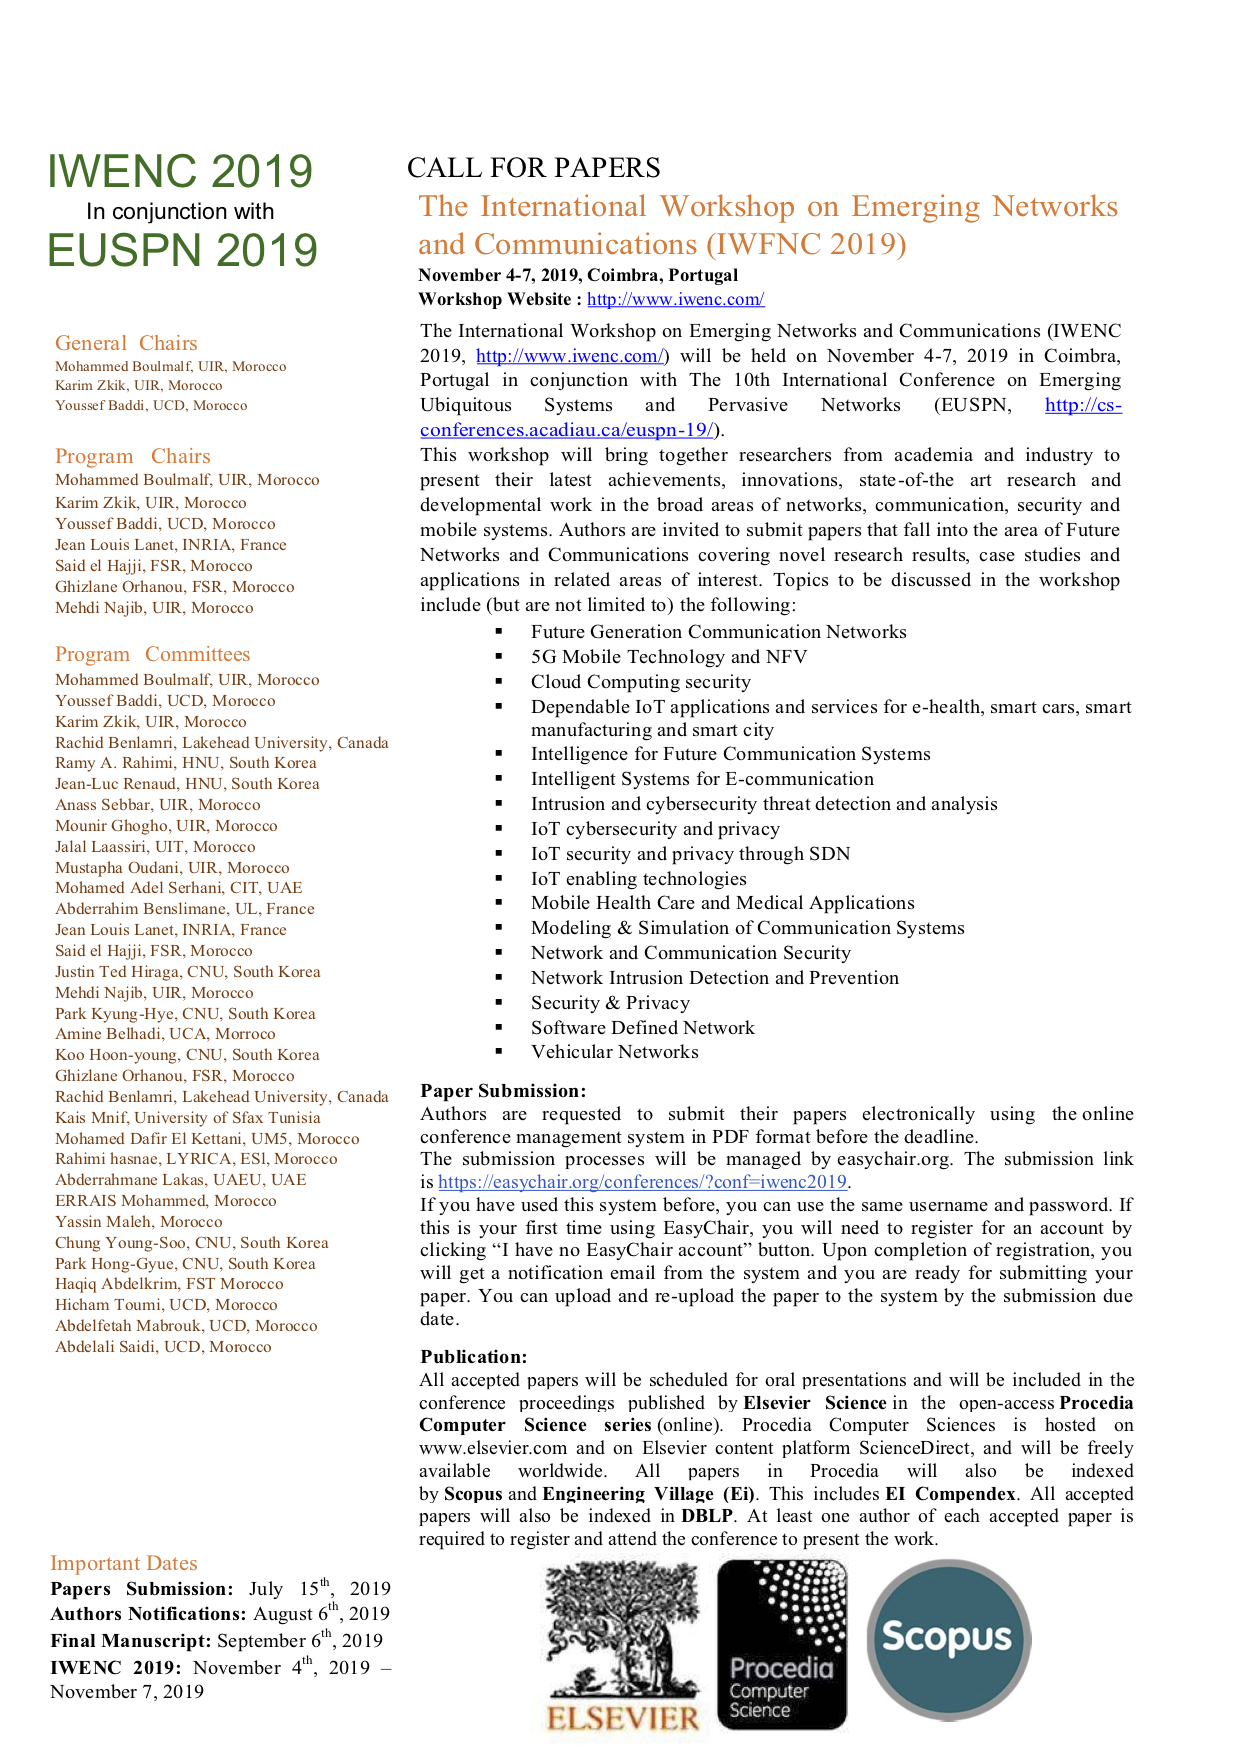 IWENC 2019
In conjunction with
EUSPN 2019
General Chairs
Mohammed Boulmalf, UIR, Morocco
Karim Zkik, UIR, Morocco
Youssef Baddi, UCD, Morocco
Program Chairs
Mohammed Boulmalf, UIR, Morocco
Karim Zkik, UIR, Morocco
Youssef Baddi, UCD, Morocco
Jean Louis Lanet, INRIA, France
Said el Hajji, FSR, Morocco
Ghizlane Orhanou, FSR, Morocco
Mehdi Najib, UIR, Morocco
Program Committees
Mohammed Boulmalf, UIR, Morocco
Youssef Baddi, UCD, Morocco
Karim Zkik, UIR, Morocco
Rachid Benlamri, Lakehead University, Canada
Ramy A. Rahimi, HNU, South Korea
Jean-Luc Renaud, HNU, South Korea
Anass Sebbar, UIR, Morocco
Mounir Ghogho, UIR, Morocco
Jalal Laassiri, UIT, Morocco
Mustapha Oudani, UIR, Morocco
Mohamed Adel Serhani, CIT, UAE
Abderrahim Benslimane, UL, France
Jean Louis Lanet, INRIA, France
Said el Hajji, FSR, Morocco
Justin Ted Hiraga, CNU, South Korea
Mehdi Najib, UIR, Morocco
Park Kyung-Hye, CNU, South Korea
Amine Belhadi, UCA, Morroco
Koo Hoon-young, CNU, South Korea
Ghizlane Orhanou, FSR, Morocco
Rachid Benlamri, Lakehead University, Canada
Kais Mnif, University of Sfax Tunisia
Mohamed Dafir El Kettani, UM5, Morocco
Rahimi hasnae, LYRICA, ESl, Morocco
Abderrahmane Lakas, UAEU, UAE
ERRAIS Mohammed, Morocco
Yassin Maleh, Morocco
Chung Young-Soo, CNU, South Korea
Park Hong-Gyue, CNU, South Korea
Haqiq Abdelkrim, FST Morocco
Hicham Toumi, UCD, Morocco
Abdelfetah Mabrouk, UCD, Morocco
Abdelali Saidi, UCD, Morocco
Important Dates
Papers Submission: July 15th, 2019
Authors Notifications: August 6th, 2019
Final Manuscript: September 6th, 2019
IWENC 2019: November 4th, 2019 –
November 7, 2019
CALL FOR PAPERS
The International Workshop on Emerging Networks
and Communications (IWFNC 2019)
November 4-7, 2019, Coimbra, Portugal
Workshop Website : http://www.iwenc.com/
The International Workshop on Emerging Networks and Communications (IWENC
2019, http://www.iwenc.com/) will be held on November 4-7, 2019 in Coimbra,
Portugal in conjunction with The 10th International Conference on Emerging
Ubiquitous Systems and Pervasive Networks (EUSPN, http://cs-
conferences.acadiau.ca/euspn-19/).
This workshop will bring together researchers from academia and industry to
present their latest achievements, innovations, state-of-the art research and
developmental work in the broad areas of networks, communication, security and
mobile systems. Authors are invited to submit papers that fall into the area of Future
Networks and Communications covering novel research results, case studies and
applications in related areas of interest. Topics to be discussed in the workshop
include (but are not limited to) the following:
▪ Future Generation Communication Networks
▪ 5G Mobile Technology and NFV
▪ Cloud Computing security
▪ Dependable IoT applications and services for e-health, smart cars, smart
manufacturing and smart city
▪ Intelligence for Future Communication Systems
▪ Intelligent Systems for E-communication
▪ Intrusion and cybersecurity threat detection and analysis
▪ IoT cybersecurity and privacy
▪ IoT security and privacy through SDN
▪ IoT enabling technologies
▪ Mobile Health Care and Medical Applications
▪ Modeling & Simulation of Communication Systems
▪ Network and Communication Security
▪ Network Intrusion Detection and Prevention
▪ Security & Privacy
▪ Software Defined Network
▪ Vehicular Networks
Paper Submission:
Authors are requested to submit their papers electronically using the online
conference management system in PDF format before the deadline.
The submission processes will be managed by easychair.org. The submission link
is https://easychair.org/conferences/?conf=iwenc2019.
If you have used this system before, you can use the same username and password. If
this is your first time using EasyChair, you will need to register for an account by
clicking “I have no EasyChair account” button. Upon completion of registration, you
will get a notification email from the system and you are ready for submitting your
paper. You can upload and re-upload the paper to the system by the submission due
date.
Publication:
All accepted papers will be scheduled for oral presentations and will be included in the
conference proceedings published by Elsevier Science in the open-access Procedia
Computer Science series (online). Procedia Computer Sciences is hosted on
www.elsevier.com and on Elsevier content platform ScienceDirect, and will be freely
available worldwide. All papers in Procedia will also be indexed
by Scopus and Engineering Village (Ei). This includes EI Compendex. All accepted
papers will also be indexed in DBLP. At least one author of each accepted paper is
required to register and attend the conference to present the work.
ELSEVIER
Procedia
Computer
Science
Scopus